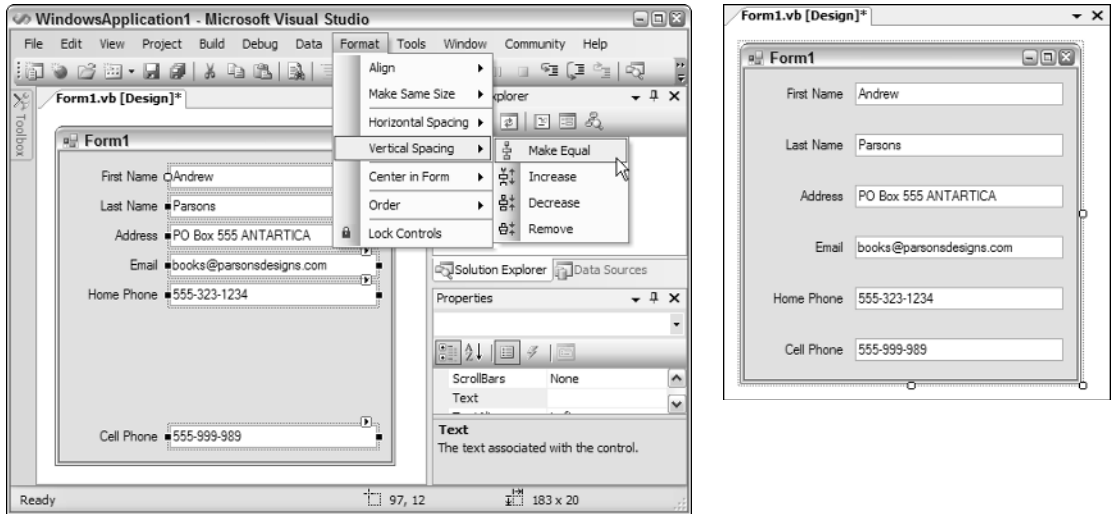 WindowsApplication1 - Microsoft Visual Studio
File Edit View Project Build Debug Data Format Tools Window Community Help
Toolbox
Form1.vb [Design]*
Form1
First Name Andrew
Last Name Parsons
Address PO Box 555 ANTARTICA
Email books@parsonsdesigns.com
Home Phone 555-323-1234
Cell Phone 555-999-989
Align
Make Same Size
Horizontal Spacing
Vertical Spacing
Center in Form
Order
Lock Controls
Make Equal
Increase
Decrease
Remove
Solution Explorer Data Sources
Properties
ScrollBars None
Text
Text
The text associated with the control.
Ready 97, 12 183 x 20
Form1.vb [Design]*
Form1
First Name Andrew
Last Name Parsons
Address PO Box 555 ANTARTICA
Email books@parsonsdesigns.com
Home Phone 555-323-1234
Cell Phone 555-999-989